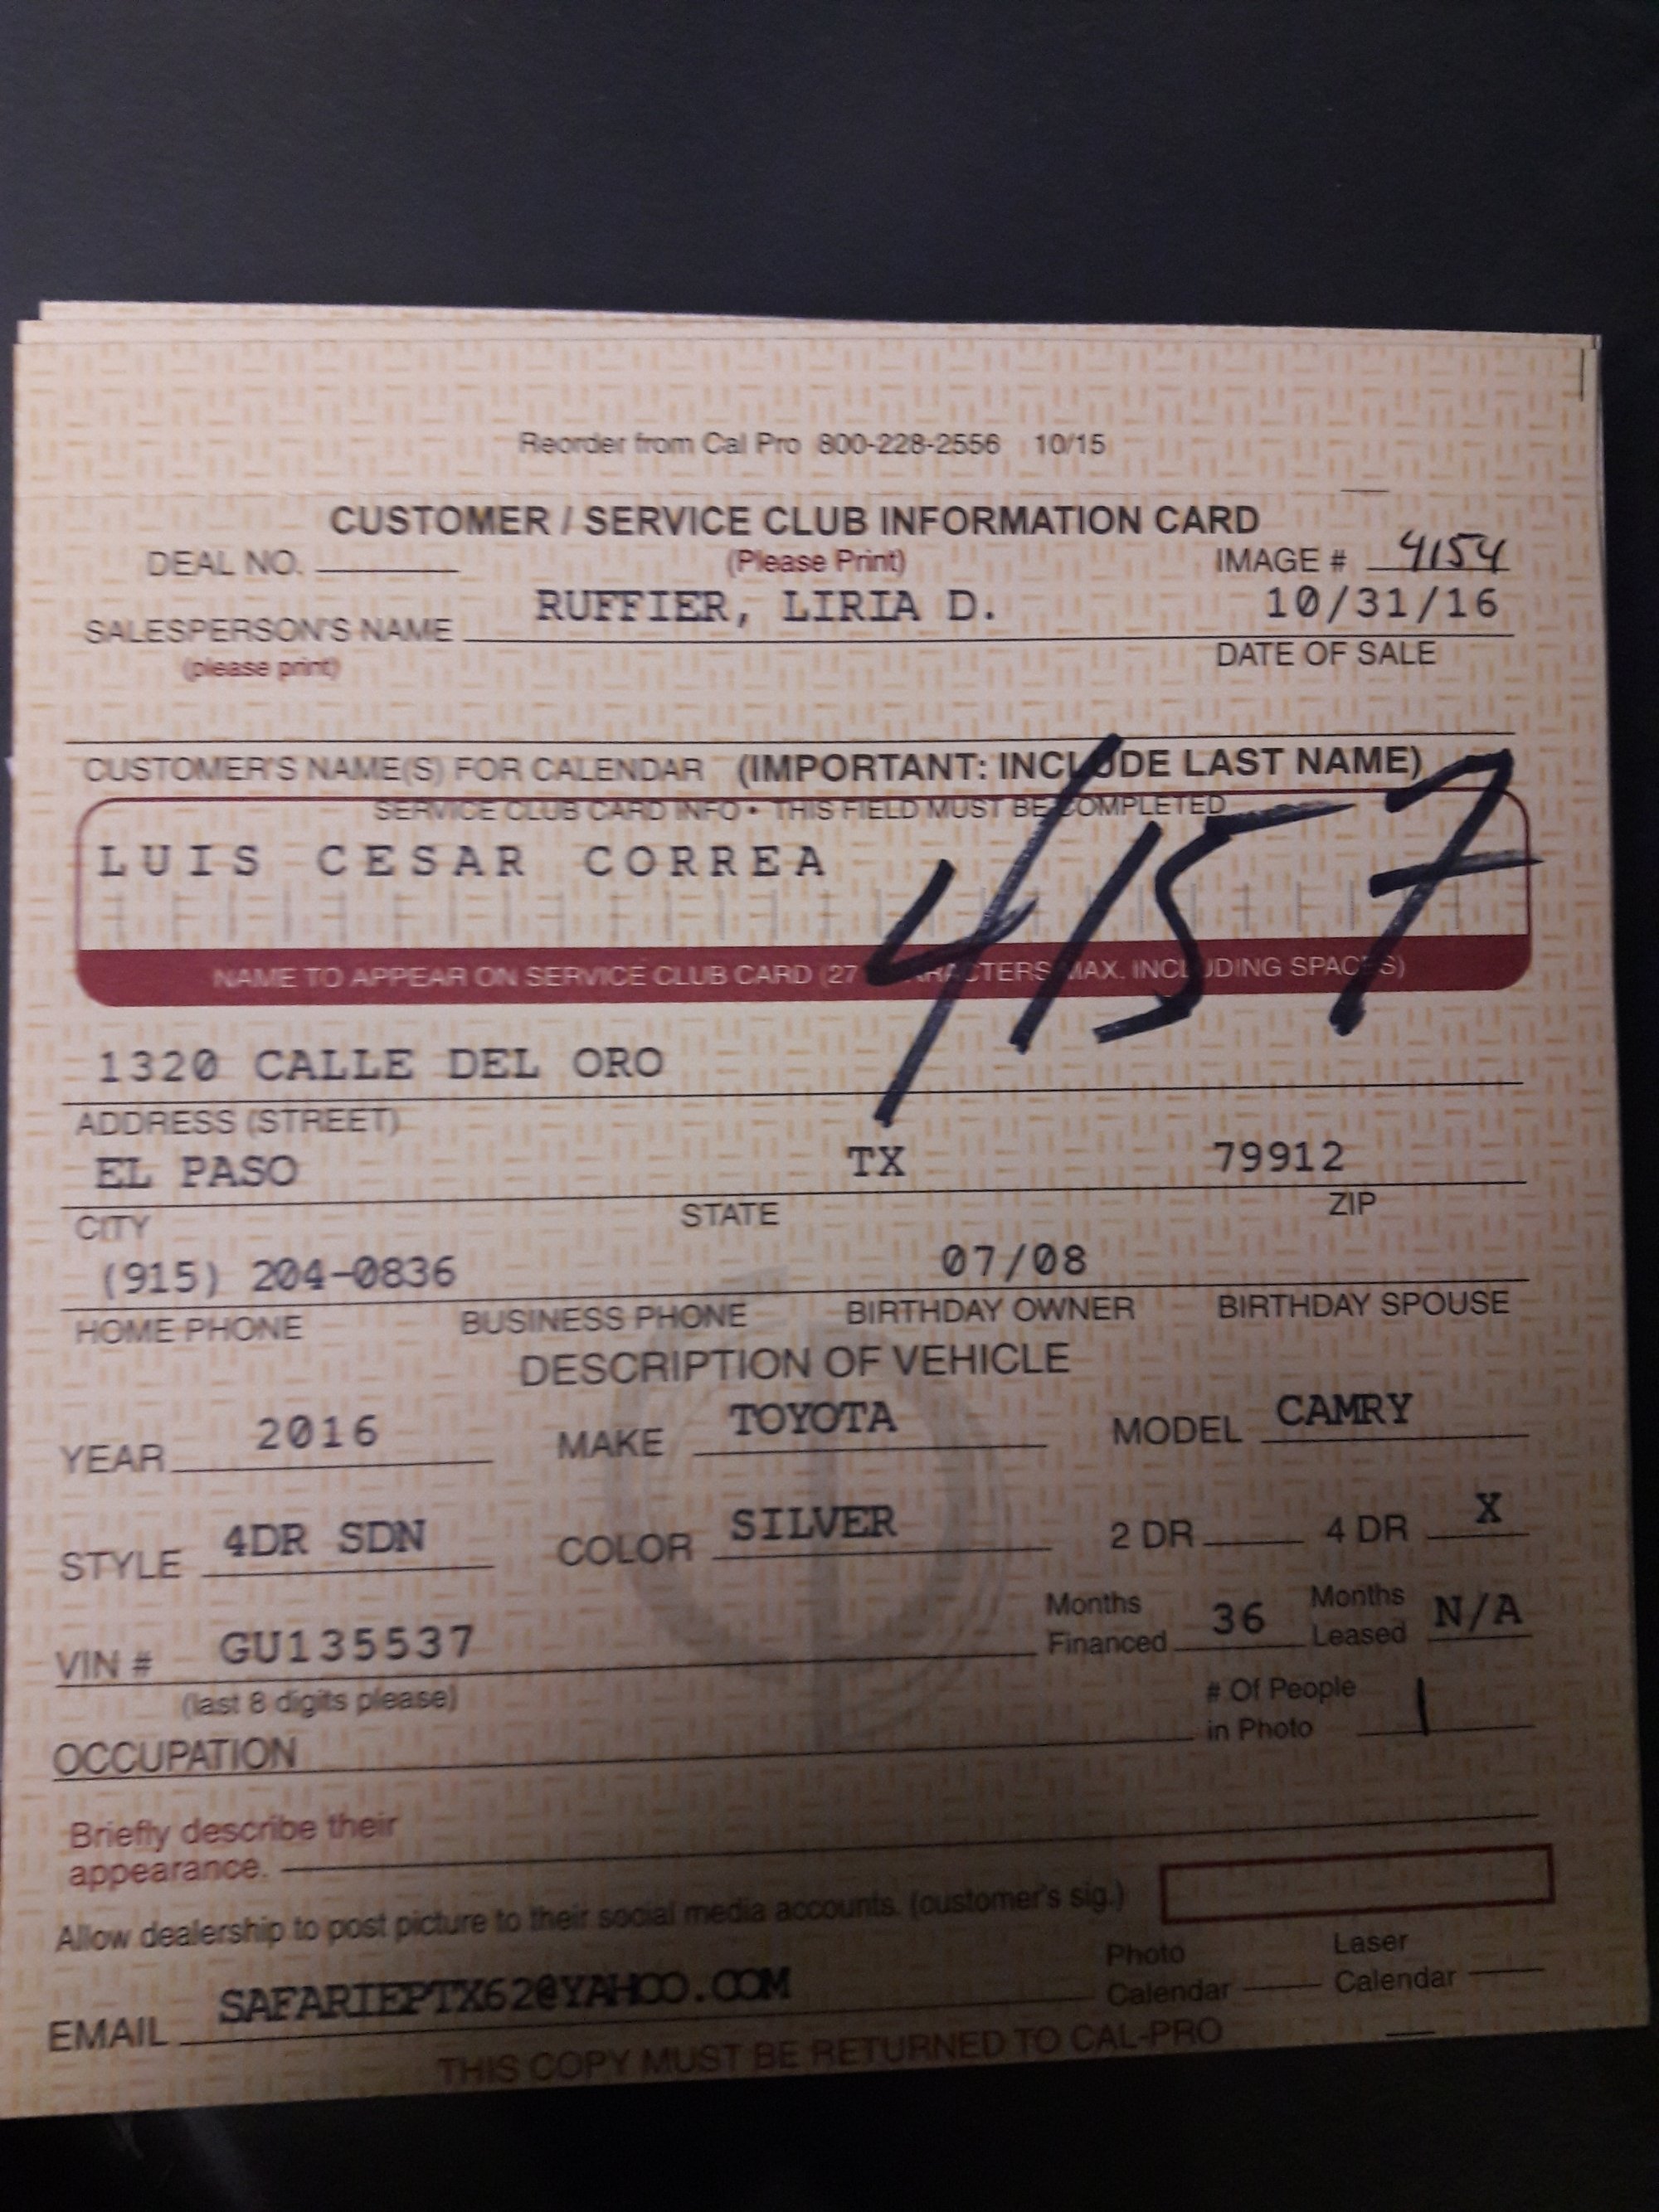 Reorder from Cal Pro 800-228-2556 10/15
CUSTOMER / SERVICE CLUB INFORMATION CARD
DEAL NO. (Please Print) IMAGE # 4154
SALESPERSON'S NAME RUFFIER, LIRIA D. 10/31/16
(please print) DATE OF SALE
CUSTOMER'S NAME(S) FOR CALENDAR (IMPORTANT: INCLUDE LAST NAME)
SERVICE CLUB CARD INFO • THIS FIELD MUST BE COMPLETED
LUIS CESAR CORREA
4157
NAME TO APPEAR ON SERVICE CLUB CARD (27 CHARACTERS MAX. INCLUDING SPACES)
1320 CALLE DEL ORO
ADDRESS (STREET)
EL PASO TX 79912
CITY STATE ZIP
(915) 204-0836 07/08
HOME PHONE BUSINESS PHONE BIRTHDAY OWNER BIRTHDAY SPOUSE
DESCRIPTION OF VEHICLE
YEAR 2016 MAKE TOYOTA MODEL CAMRY
STYLE 4DR SDN COLOR SILVER 2 DR 4 DR X
VIN # GU135537 Months Financed 36 Months Leased N/A
(last 8 digits please) # Of People in Photo 1
OCCUPATION
Briefly describe their
appearance.
Allow dealership to post picture to their social media accounts. (customer's sig.)
EMAIL SAFARIEPTX62@YAHOO.COM Photo Calendar Laser Calendar
THIS COPY MUST BE RETURNED TO CAL-PRO